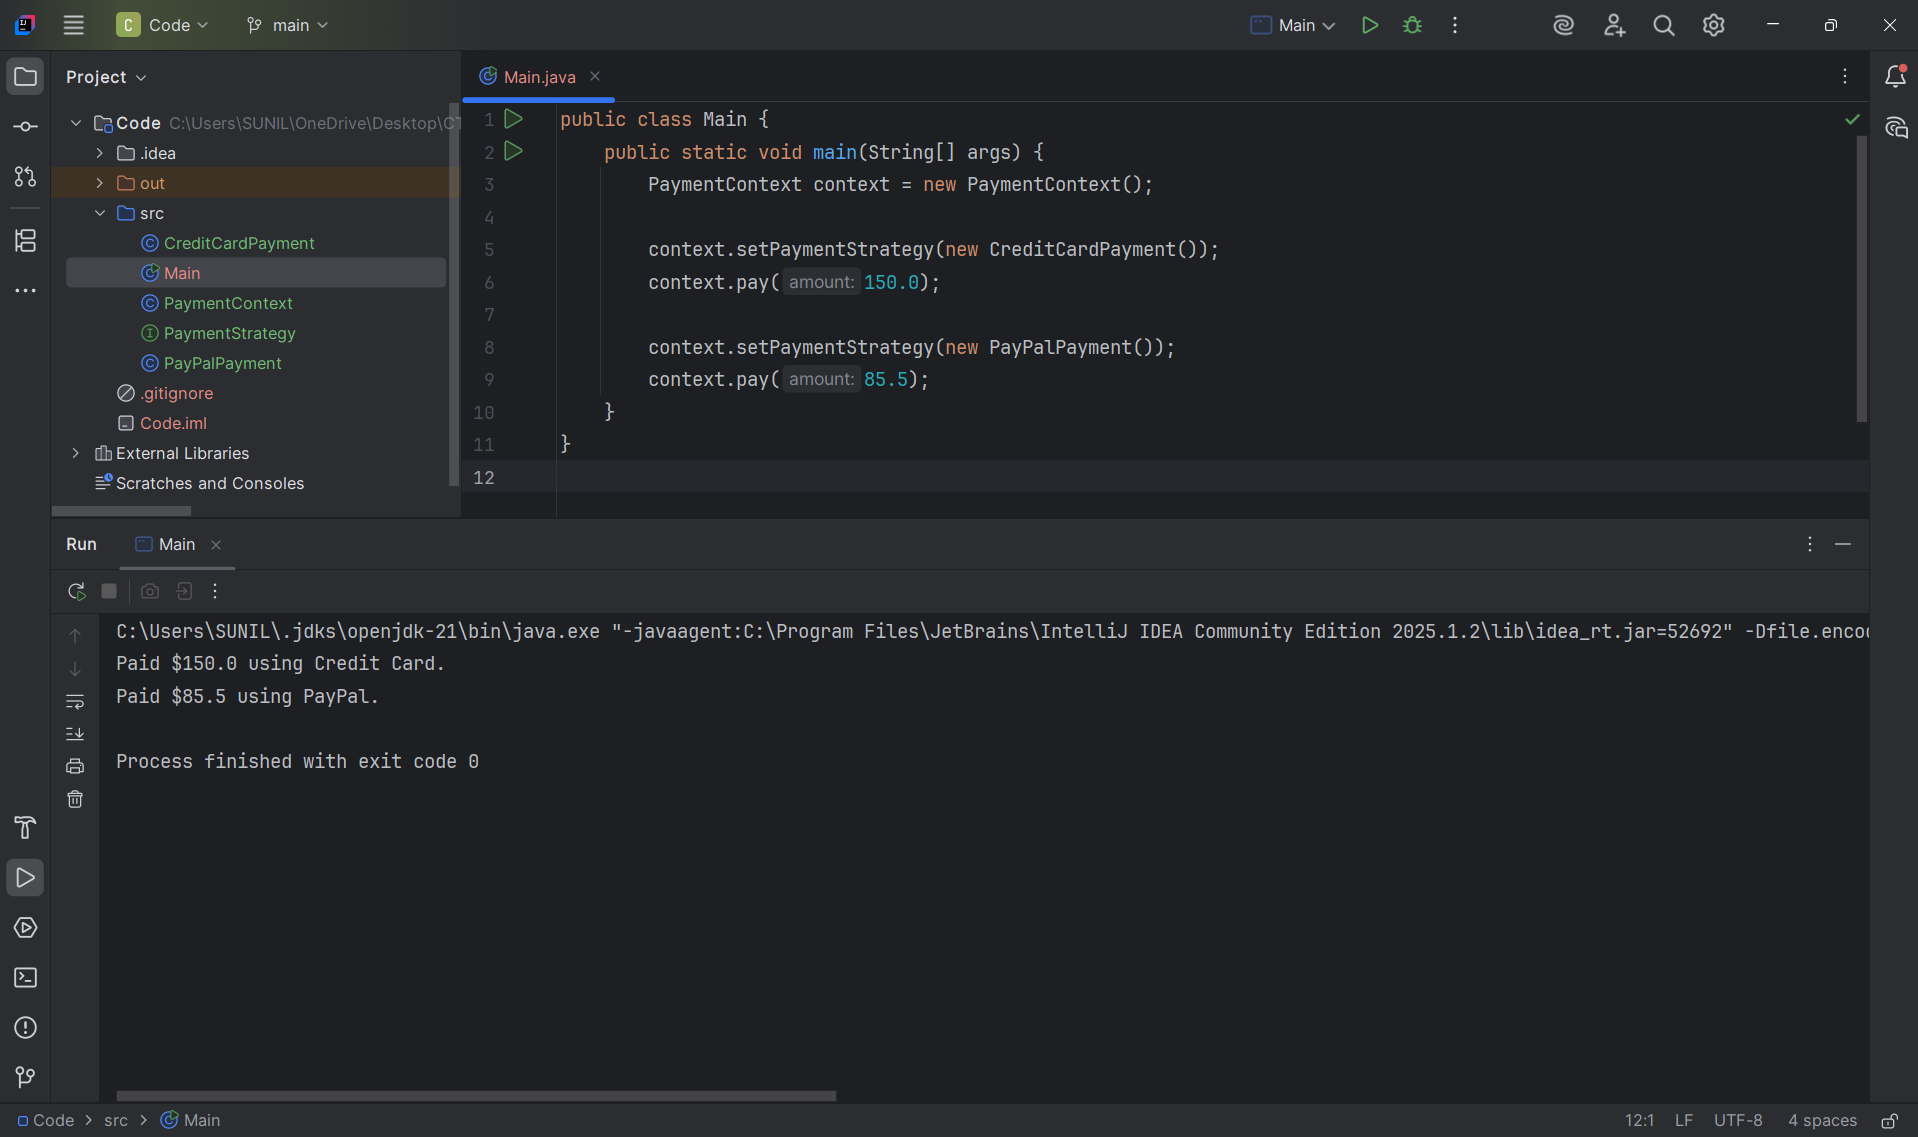 C Code main Main
Project
Main.java
Code C:\Users\SUNIL\OneDrive\Desktop\CT
.idea
out
src
CreditCardPayment
Main
PaymentContext
PaymentStrategy
PayPalPayment
.gitignore
Code.iml
External Libraries
Scratches and Consoles
1 public class Main {
2 public static void main(String[] args) {
3 PaymentContext context = new PaymentContext();
4
5 context.setPaymentStrategy(new CreditCardPayment());
6 context.pay( amount: 150.0);
7
8 context.setPaymentStrategy(new PayPalPayment());
9 context.pay( amount: 85.5);
10 }
11 }
12
Run Main
C:\Users\SUNIL\.jdks\openjdk-21\bin\java.exe "-javaagent:C:\Program Files\JetBrains\IntelliJ IDEA Community Edition 2025.1.2\lib\idea_rt.jar=52692" -Dfile.enco
Paid $150.0 using Credit Card.
Paid $85.5 using PayPal.
Process finished with exit code 0
Code > src > Main 12:1 LF UTF-8 4 spaces